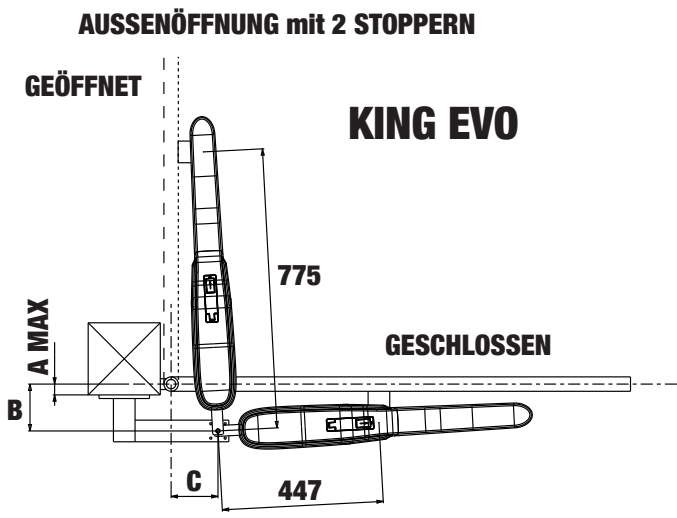 AUSSENÖFFNUNG mit 2 STOPPERN
GEÖFFNET
KING EVO
775
A MAX
GESCHLOSSEN
B
C
447